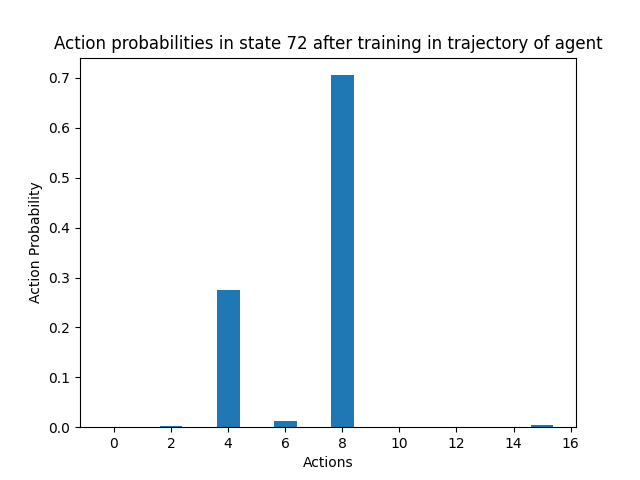 Action probabilities in state 72 after training in trajectory of agent
Action Probability
0.7
0.6
0.5
0.4
0.3
0.2
0.1
0.0
0 2 4 6 8 10 12 14 16
Actions